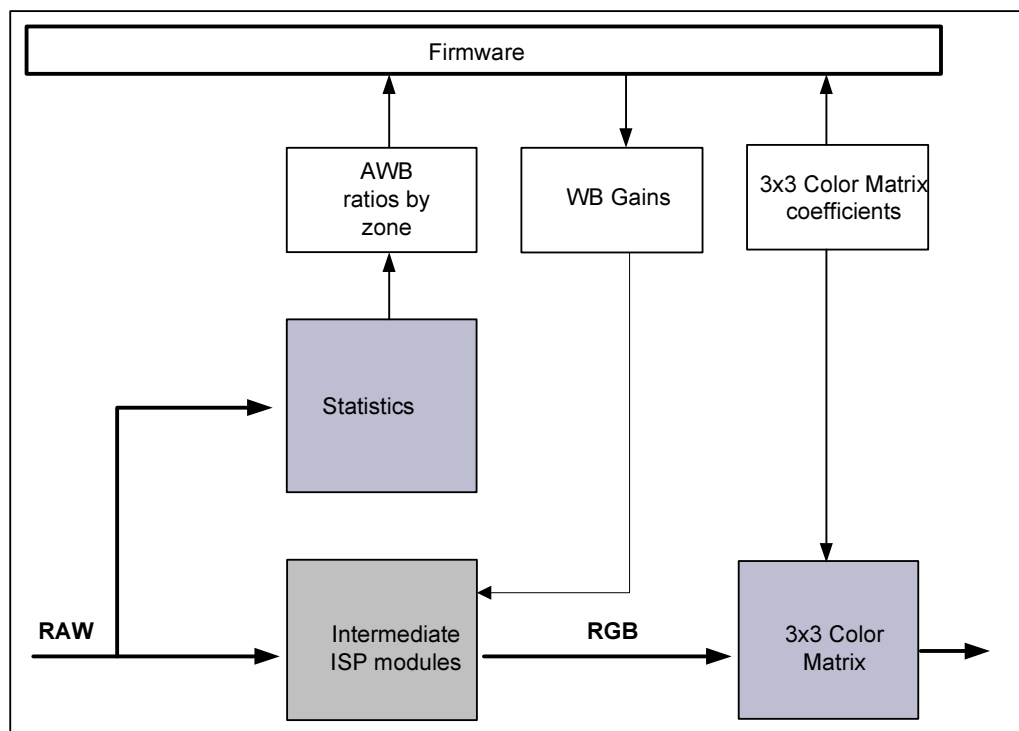 Firmware
AWB
ratios by
zone
WB Gains
3x3 Color Matrix
coefficients
Statistics
RAW
Intermediate
ISP modules
RGB
3x3 Color
Matrix